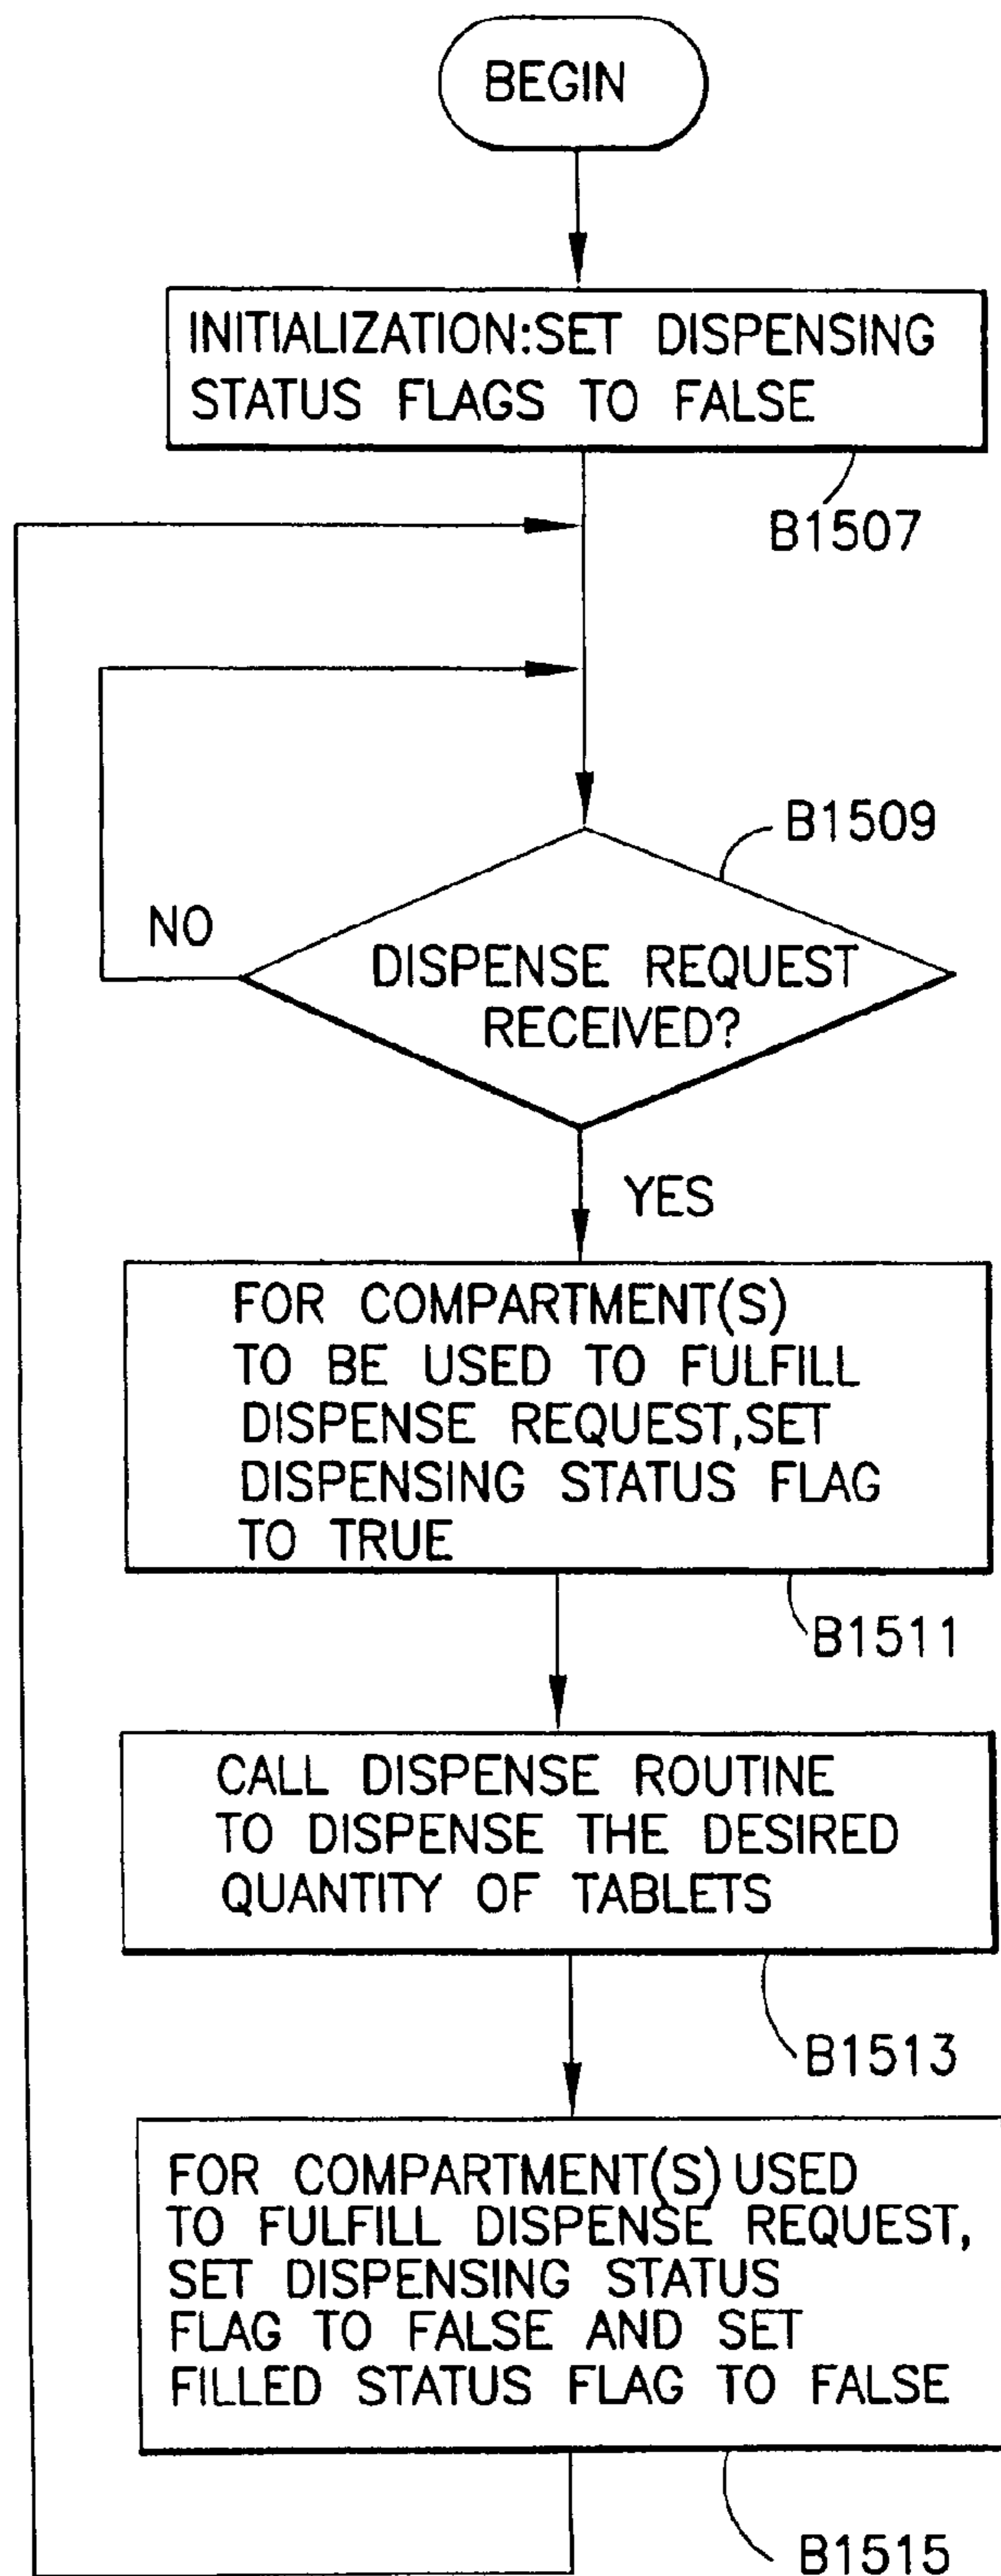 BEGIN
INITIALIZATION:SET DISPENSING
STATUS FLAGS TO FALSE
B1507
B1509
NO
DISPENSE REQUEST
RECEIVED?
YES
FOR COMPARTMENT(S)
TO BE USED TO FULFILL
DISPENSE REQUEST,SET
DISPENSING STATUS FLAG
TO TRUE
B1511
CALL DISPENSE ROUTINE
TO DISPENSE THE DESIRED
QUANTITY OF TABLETS
B1513
FOR COMPARTMENT(S) USED
TO FULFILL DISPENSE REQUEST,
SET DISPENSING STATUS
FLAG TO FALSE AND SET
FILLED STATUS FLAG TO FALSE
B1515